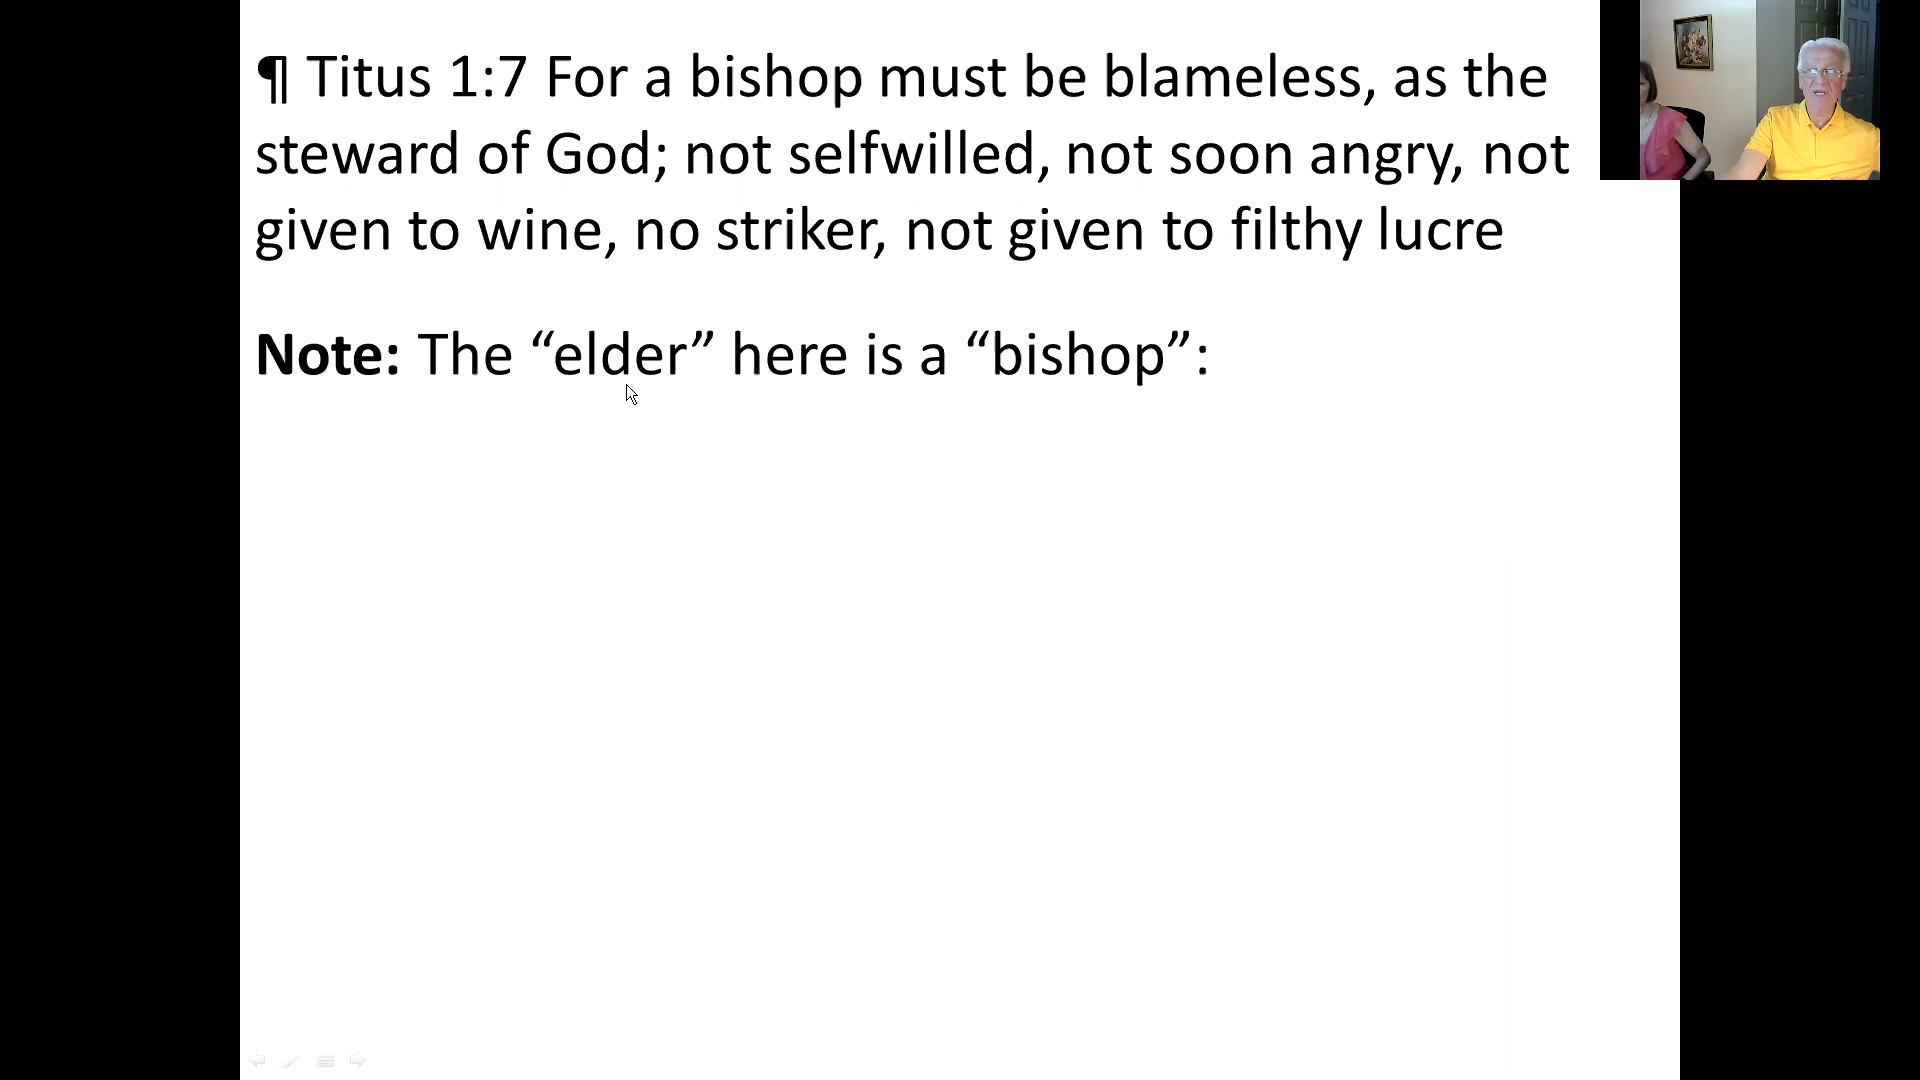 ¶ Titus 1:7 For a bishop must be blameless, as the
steward of God; not selfwilled, not soon angry, not
given to wine, no striker, not given to filthy lucre
Note: The “elder” here is a “bishop”: